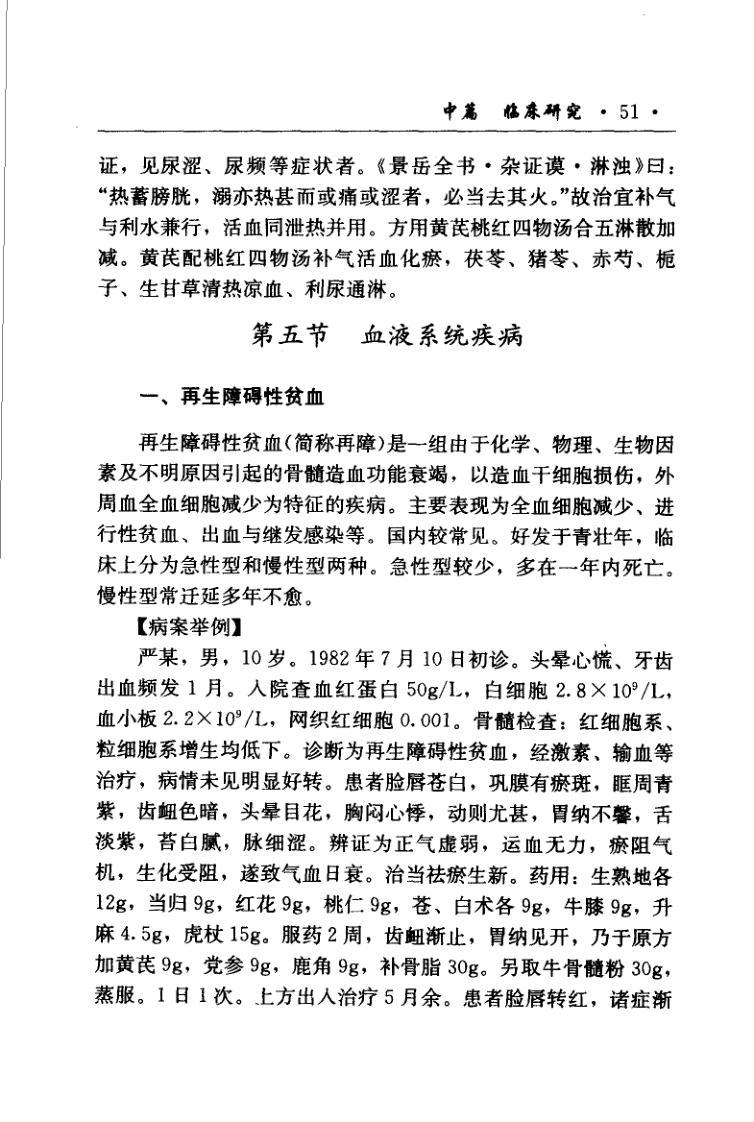 中篇 临床研究 · 51 ·
证，见尿涩、尿频等症状者。《景岳全书·杂证谟·淋浊》曰：
“热蓄膀胱，溺亦热甚而或痛或涩者，必当去其火。”故治宜补气
与利水兼行，活血同泄热并用。方用黄芪桃红四物汤合五淋散加
减。黄芪配桃红四物汤补气活血化瘀，茯苓、猪苓、赤芍、栀
子、生甘草清热凉血、利尿通淋。
第五节 血液系统疾病
一、再生障碍性贫血
再生障碍性贫血（简称再障）是一组由于化学、物理、生物因
素及不明原因引起的骨髓造血功能衰竭，以造血干细胞损伤，外
周血全血细胞减少为特征的疾病。主要表现为全血细胞减少、进
行性贫血、出血与继发感染等。国内较常见。好发于青壮年，临
床上分为急性型和慢性型两种。急性型较少，多在一年内死亡。
慢性型常迁延多年不愈。
【病案举例】
严某，男，10岁。1982年7月10日初诊。头晕心慌、牙齿
出血频发1月。入院查血红蛋白50g/L，白细胞2.8×10⁹/L，
血小板2.2×10⁹/L，网织红细胞0.001。骨髓检查：红细胞系、
粒细胞系增生均低下。诊断为再生障碍性贫血，经激素、输血等
治疗，病情未见明显好转。患者脸唇苍白，巩膜有瘀斑，眶周青
紫，齿衄色暗，头晕目花，胸闷心悸，动则尤甚，胃纳不馨，舌
淡紫，苔白腻，脉细涩。辨证为正气虚弱，运血无力，瘀阻气
机，生化受阻，遂致气血日衰。治当祛瘀生新。药用：生熟地各
12g，当归9g，红花9g，桃仁9g，苍、白术各9g，牛膝9g，升
麻4.5g，虎杖15g。服药2周，齿衄渐止，胃纳见开，乃于原方
加黄芪9g，党参9g，鹿角9g，补骨脂30g。另取牛骨髓粉30g，
蒸服。1日1次。上方出入治疗5月余。患者脸唇转红，诸症渐